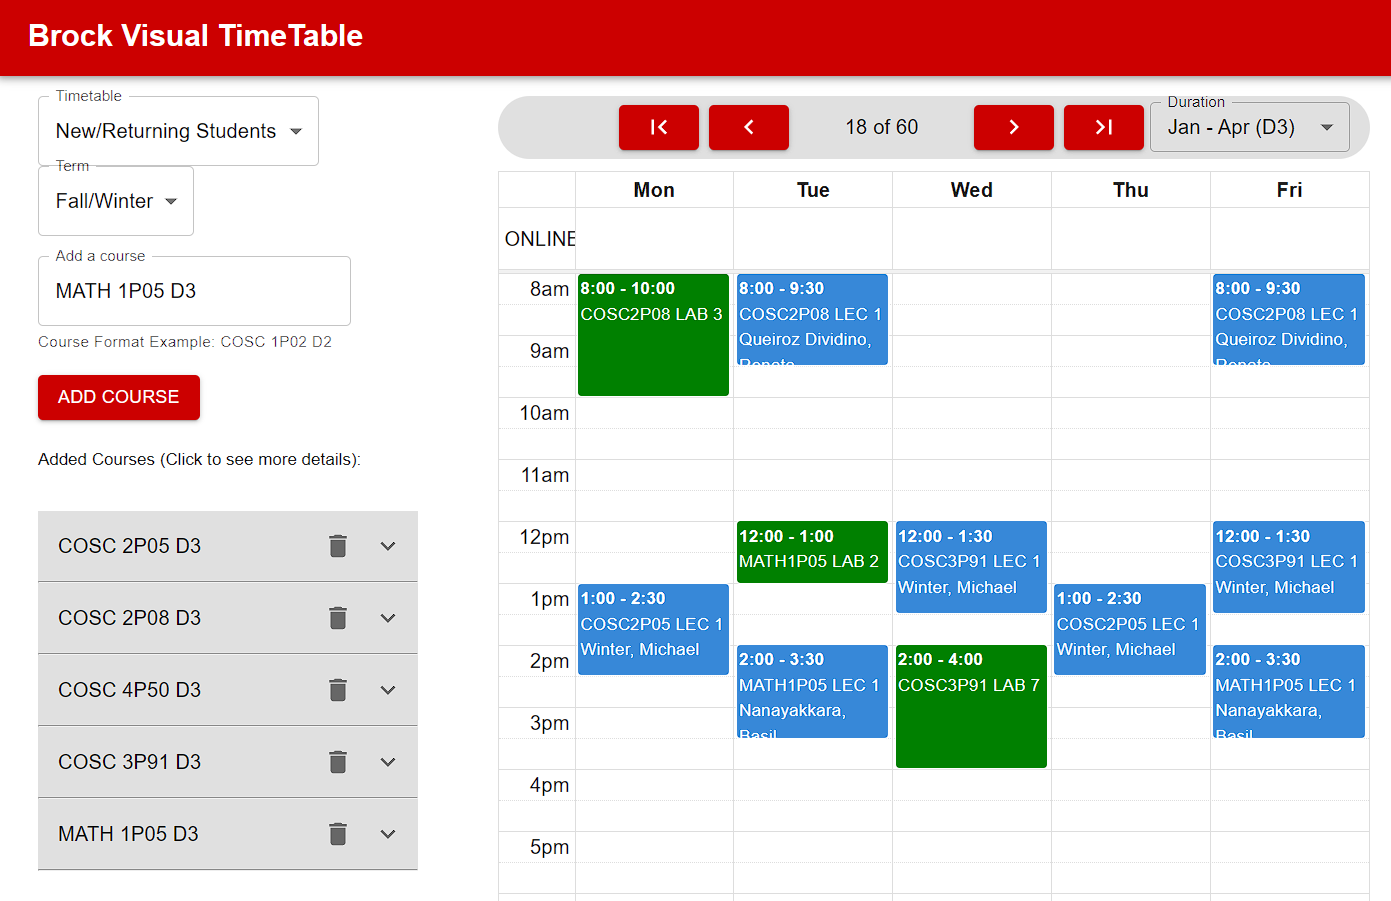 Brock Visual TimeTable
Timetable
New/Returning Students
Term
Fall/Winter
Add a course
MATH 1P05 D3
Course Format Example: COSC 1P02 D2
ADD COURSE
Added Courses (Click to see more details):
COSC 2P05 D3
COSC 2P08 D3
COSC 4P50 D3
COSC 3P91 D3
MATH 1P05 D3
18 of 60
Duration
Jan - Apr (D3)
Mon Tue Wed Thu Fri
ONLINE
8am
9am
10am
11am
12pm
1pm
2pm
3pm
4pm
5pm
8:00 - 10:00
COSC2P08 LAB 3
1:00 - 2:30
COSC2P05 LEC 1
Winter, Michael
8:00 - 9:30
COSC2P08 LEC 1
Queiroz Dividino,
Renata
12:00 - 1:00
MATH1P05 LAB 2
2:00 - 3:30
MATH1P05 LEC 1
Nanayakkara,
Basil
12:00 - 1:30
COSC3P91 LEC 1
Winter, Michael
2:00 - 4:00
COSC3P91 LAB 7
1:00 - 2:30
COSC2P05 LEC 1
Winter, Michael
8:00 - 9:30
COSC2P08 LEC 1
Queiroz Dividino,
Renata
12:00 - 1:30
COSC3P91 LEC 1
Winter, Michael
2:00 - 3:30
MATH1P05 LEC 1
Nanayakkara,
Basil